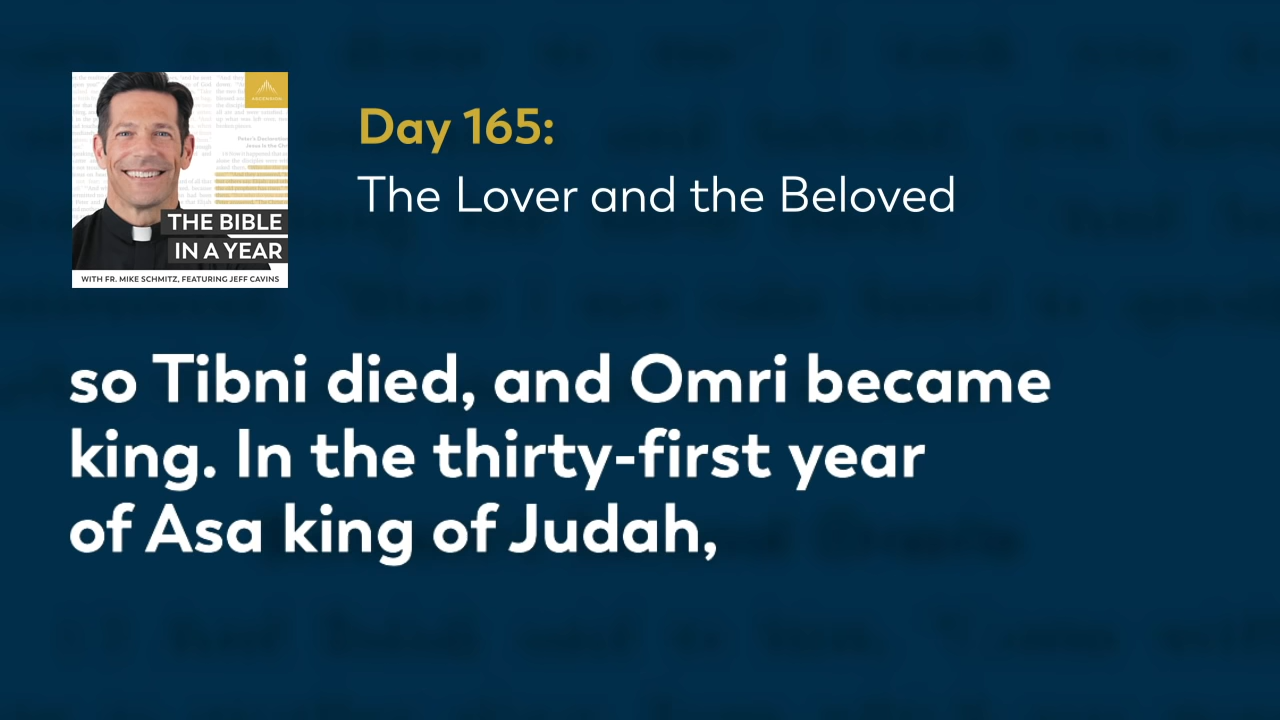 ASCENSION
THE BIBLE
IN A YEAR
WITH FR. MIKE SCHMITZ, FEATURING JEFF CAVINS
Day 165:
The Lover and the Beloved
so Tibni died, and Omri became
king. In the thirty-first year
of Asa king of Judah,